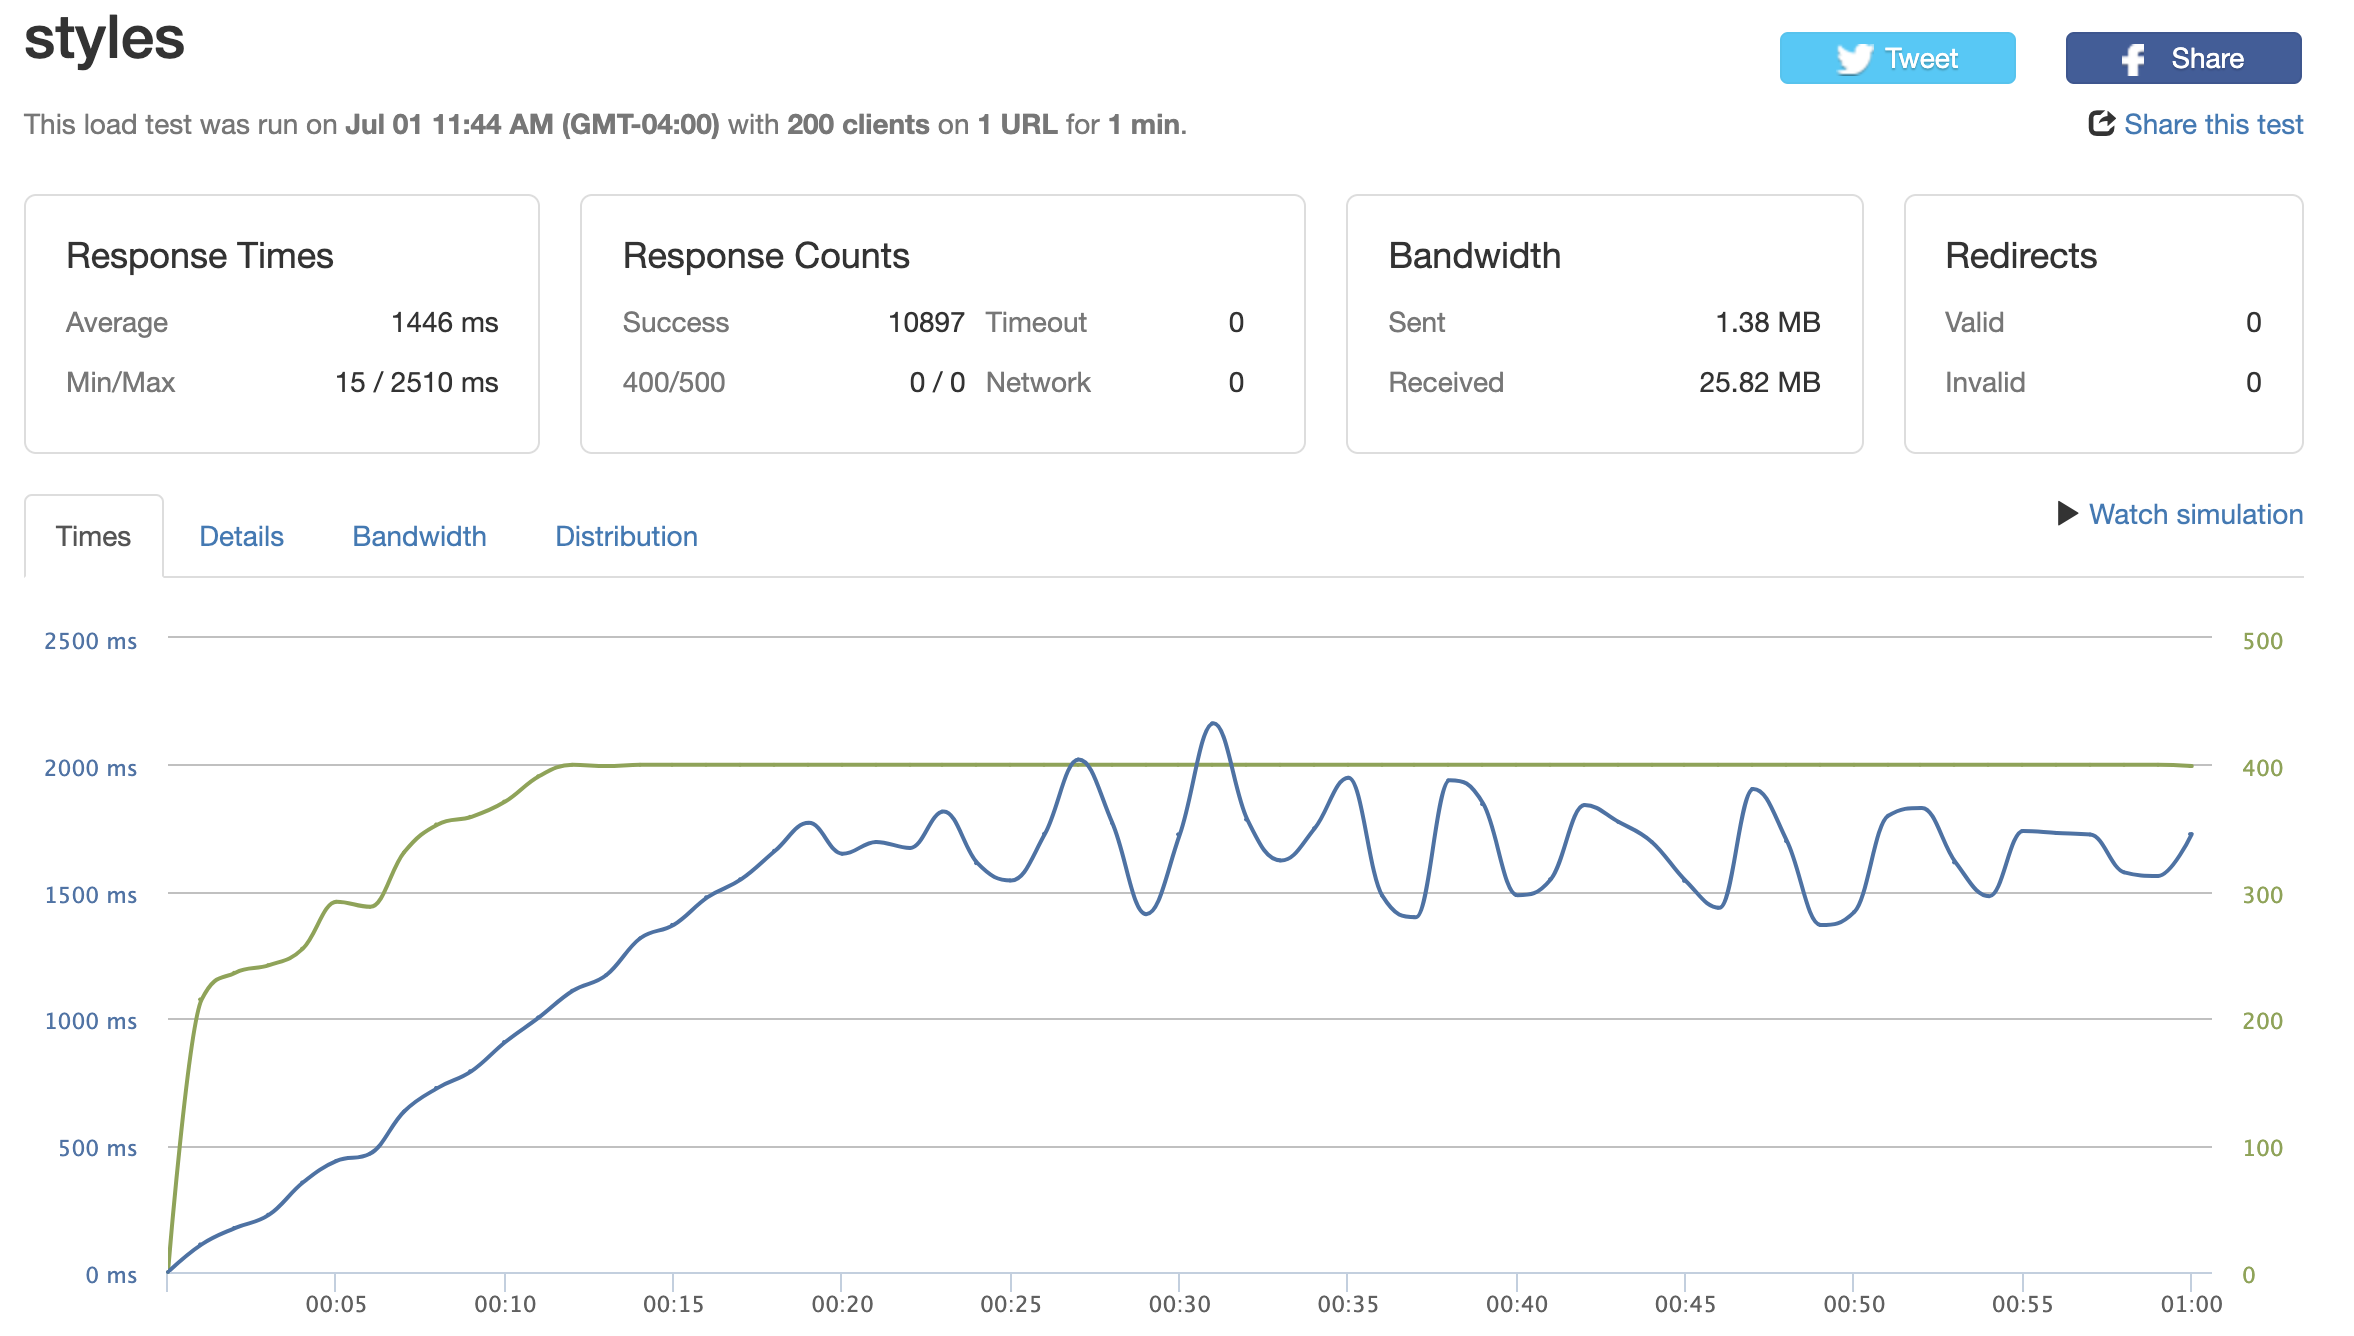 styles
Tweet
Share
This load test was run on Jul 01 11:44 AM (GMT-04:00) with 200 clients on 1 URL for 1 min.
Share this test
Response Times
Average 1446 ms
Min/Max 15 / 2510 ms
Response Counts
Success 10897 Timeout 0
400/500 0 / 0 Network 0
Bandwidth
Sent 1.38 MB
Received 25.82 MB
Redirects
Valid 0
Invalid 0
Times Details Bandwidth Distribution
Watch simulation
2500 ms 500
2000 ms 400
1500 ms 300
1000 ms 200
500 ms 100
0 ms 0
00:05 00:10 00:15 00:20 00:25 00:30 00:35 00:40 00:45 00:50 00:55 01:00